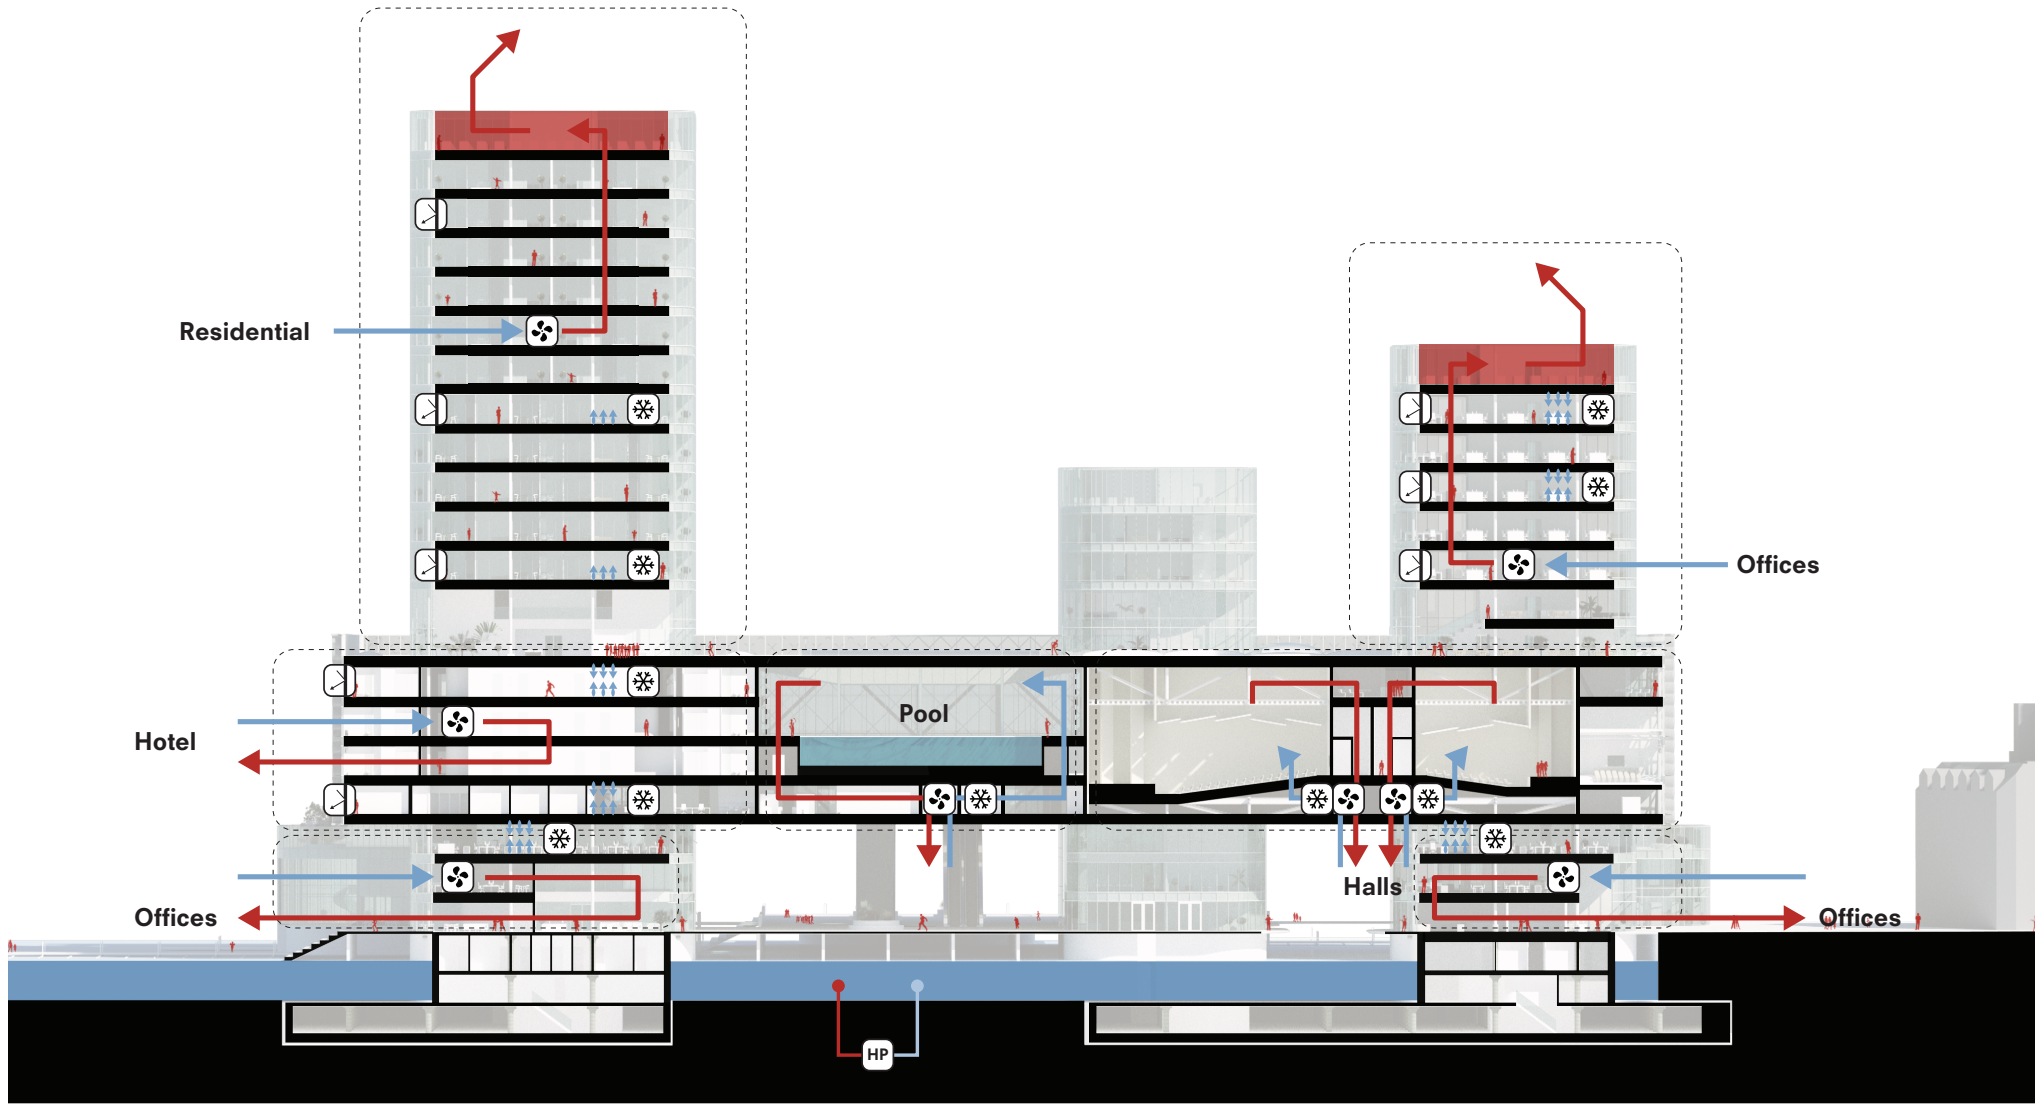 Residential
Offices
Pool
Hotel
Halls
Offices
Offices
HP